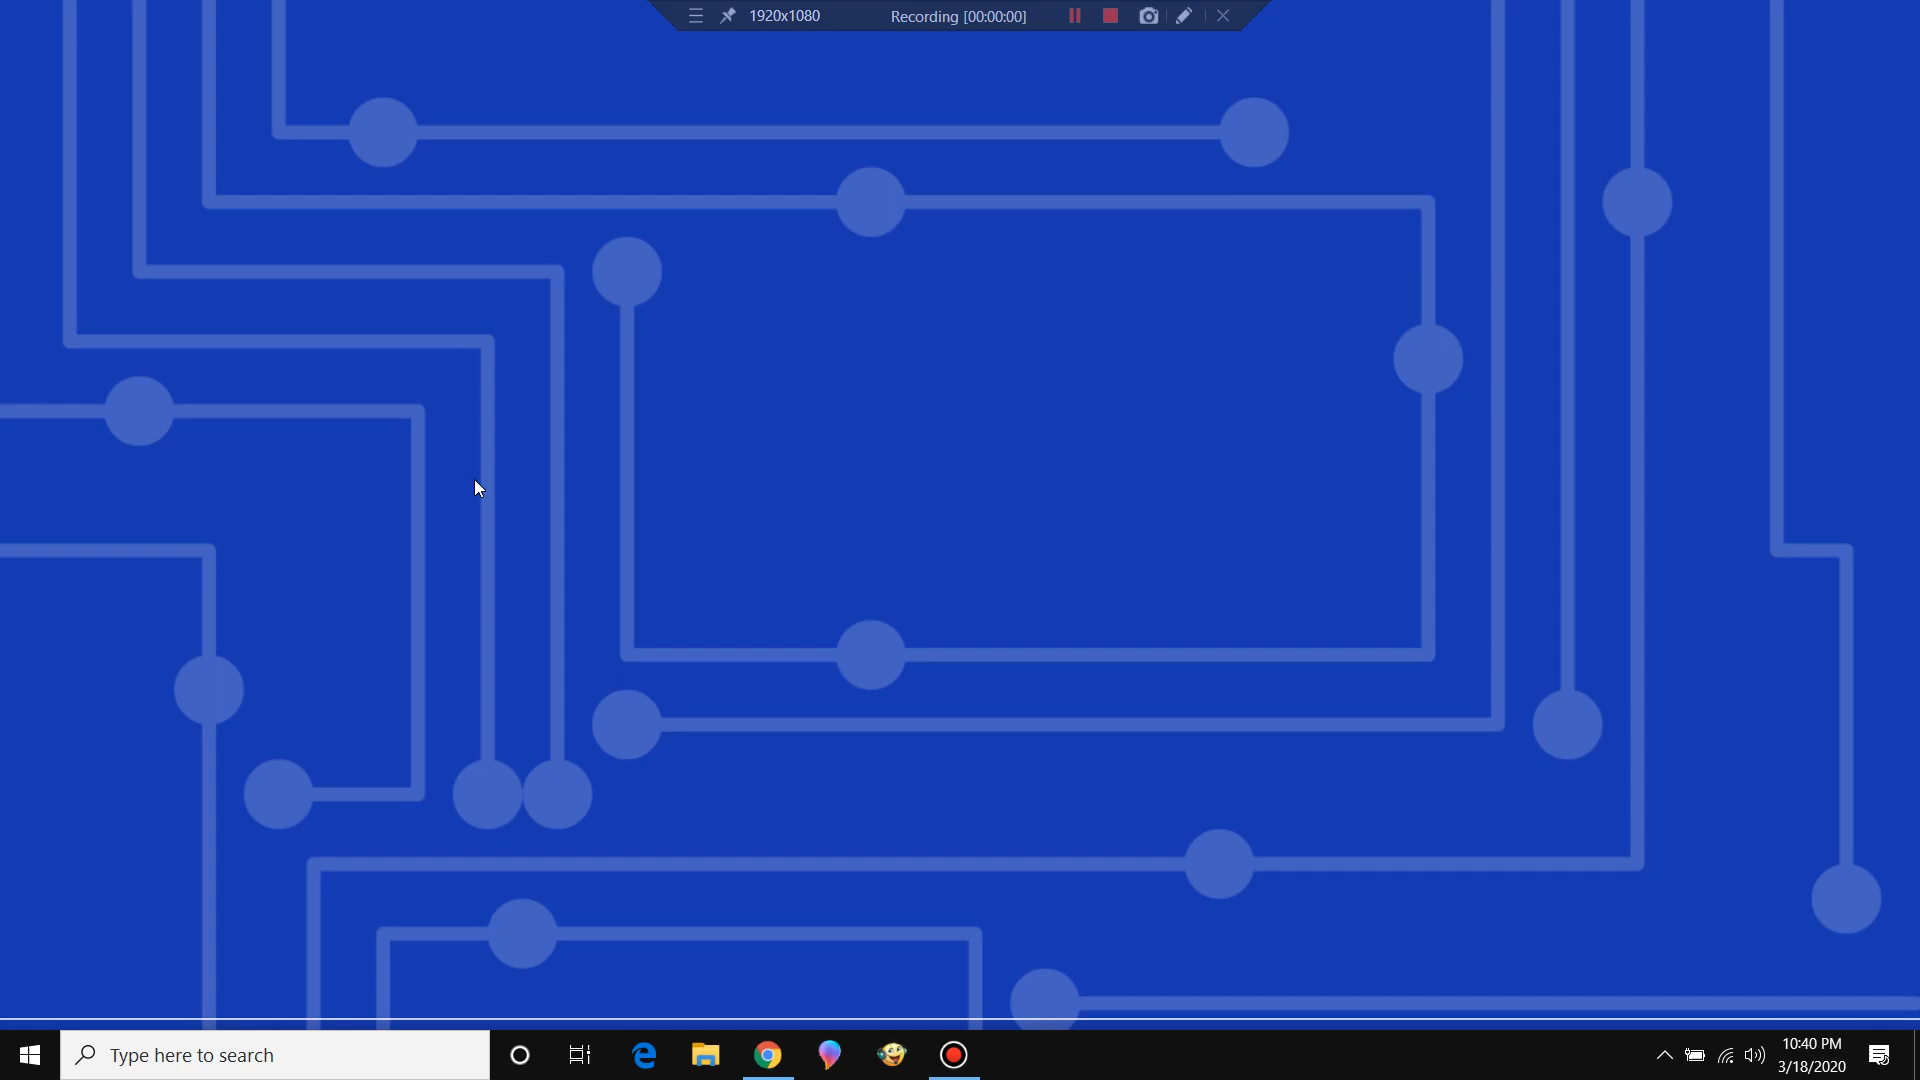 1920x1080 Recording [00:00:00]
Type here to search
10:40 PM
3/18/2020